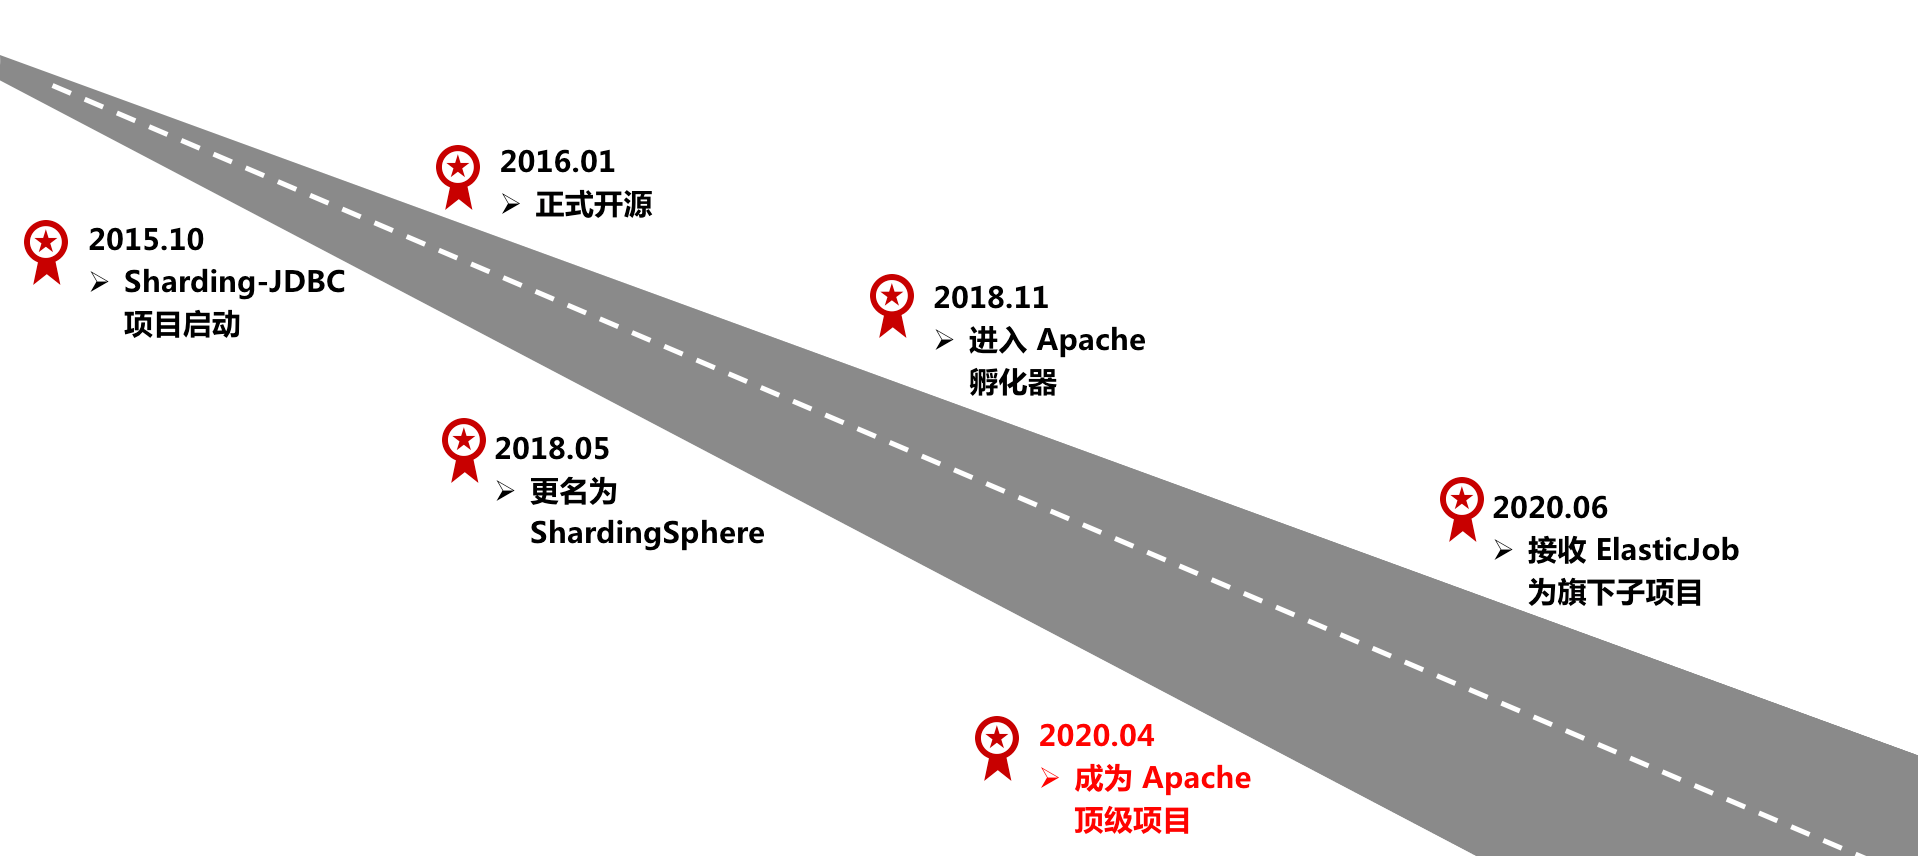 2015.10
➢ Sharding-JDBC
项目启动
2016.01
➢ 正式开源
2018.05
➢ 更名为
ShardingSphere
2018.11
➢ 进入 Apache
孵化器
2020.04
➢ 成为 Apache
顶级项目
2020.06
➢ 接收 ElasticJob
为旗下子项目